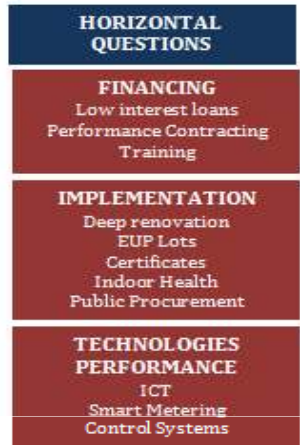 HORIZONTAL
QUESTIONS
FINANCING
Low interest loans
Performance Contracting
Training
IMPLEMENTATION
Deep renovation
EUP Lots
Certificates
Indoor Health
Public Procurement
TECHNOLOGIES
PERFORMANCE
ICT
Smart Metering
Control Systems